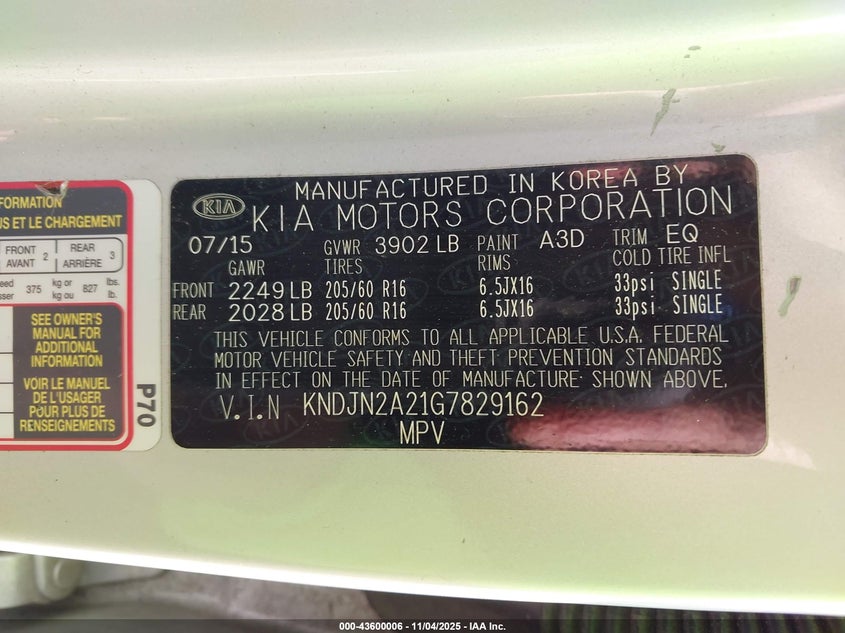 FORMATION
US ET LE CHARGEMENT
FRONT AVANT 2 REAR ARRIÈRE 3
375 kg or kg ou 827 lbs. lb.
SEE OWNER'S
MANUAL FOR
ADDITIONAL
INFORMATION
VOIR LE MANUEL
DE L'USAGER
POUR PLUS DE
RENSEIGNEMENTS
P70
MANUFACTURED IN KOREA BY
KIA KIA MOTORS CORPORATION
07/15 GVWR 3902 LB PAINT A3D TRIM EQ
GAWR TIRES RIMS COLD TIRE INFL
FRONT 2249 LB 205/60 R16 6.5JX16 33psi SINGLE
REAR 2028 LB 205/60 R16 6.5JX16 33psi SINGLE
THIS VEHICLE CONFORMS TO ALL APPLICABLE U.S.A. FEDERAL
MOTOR VEHICLE SAFETY AND THEFT PREVENTION STANDARDS
IN EFFECT ON THE DATE OF MANUFACTURE SHOWN ABOVE.
V.I.N KNDJN2A21G7829162
MPV
000-43600006 - 11/04/2025 - IAA Inc.